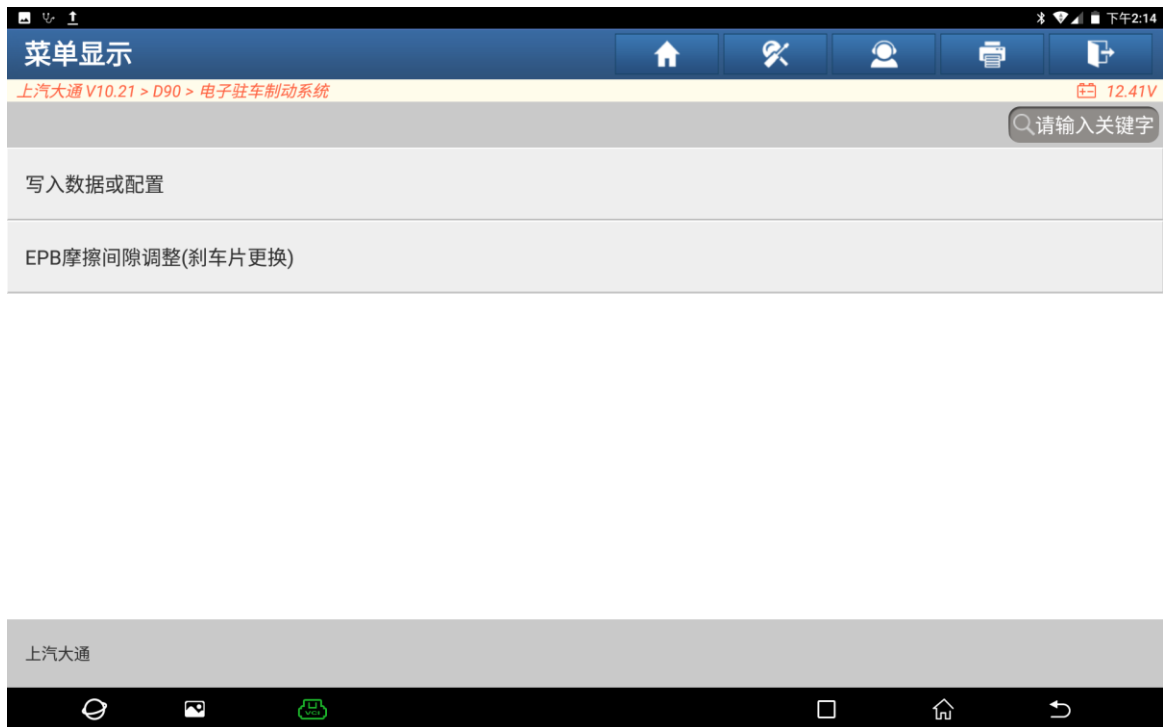 下午2:14
菜单显示
上汽大通 V10.21 > D90 > 电子驻车制动系统
12.41V
请输入关键字
写入数据或配置
EPB摩擦间隙调整(刹车片更换)
上汽大通
VCI